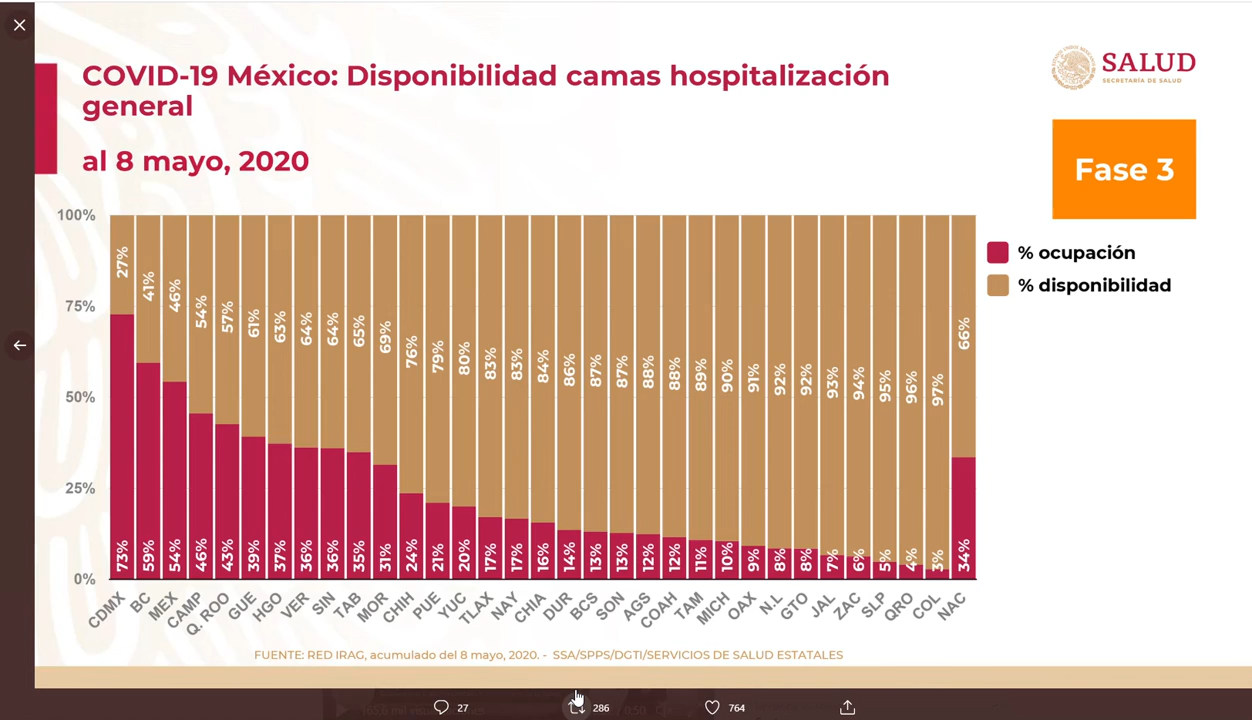 COVID-19 México: Disponibilidad camas hospitalización
general
al 8 mayo, 2020
SALUD
SECRETARÍA DE SALUD
Fase 3
% ocupación
% disponibilidad
100%
75%
50%
25%
0%
27% 41% 46% 54% 57% 61% 63% 64% 64% 65% 69% 76% 79% 80% 83% 83% 84% 86% 87% 87% 88% 88% 89% 90% 91% 92% 92% 93% 94% 95% 96% 97% 66%
73% 59% 54% 46% 43% 39% 37% 36% 36% 35% 31% 24% 21% 20% 17% 17% 16% 14% 13% 13% 12% 12% 11% 10% 9% 8% 8% 7% 6% 5% 4% 3% 34%
CDMX BC MEX CAMP Q. ROO GUE HGO VER SIN TAB MOR CHIH PUE YUC TLAX NAY CHIA DUR BCS SON AGS COAH TAM MICH OAX N.L GTO JAL ZAC SLP QRO COL NAC
FUENTE: RED IRAG, acumulado del 8 mayo, 2020. - SSA/SPPS/DGTI/SERVICIOS DE SALUD ESTATALES
27 286 764